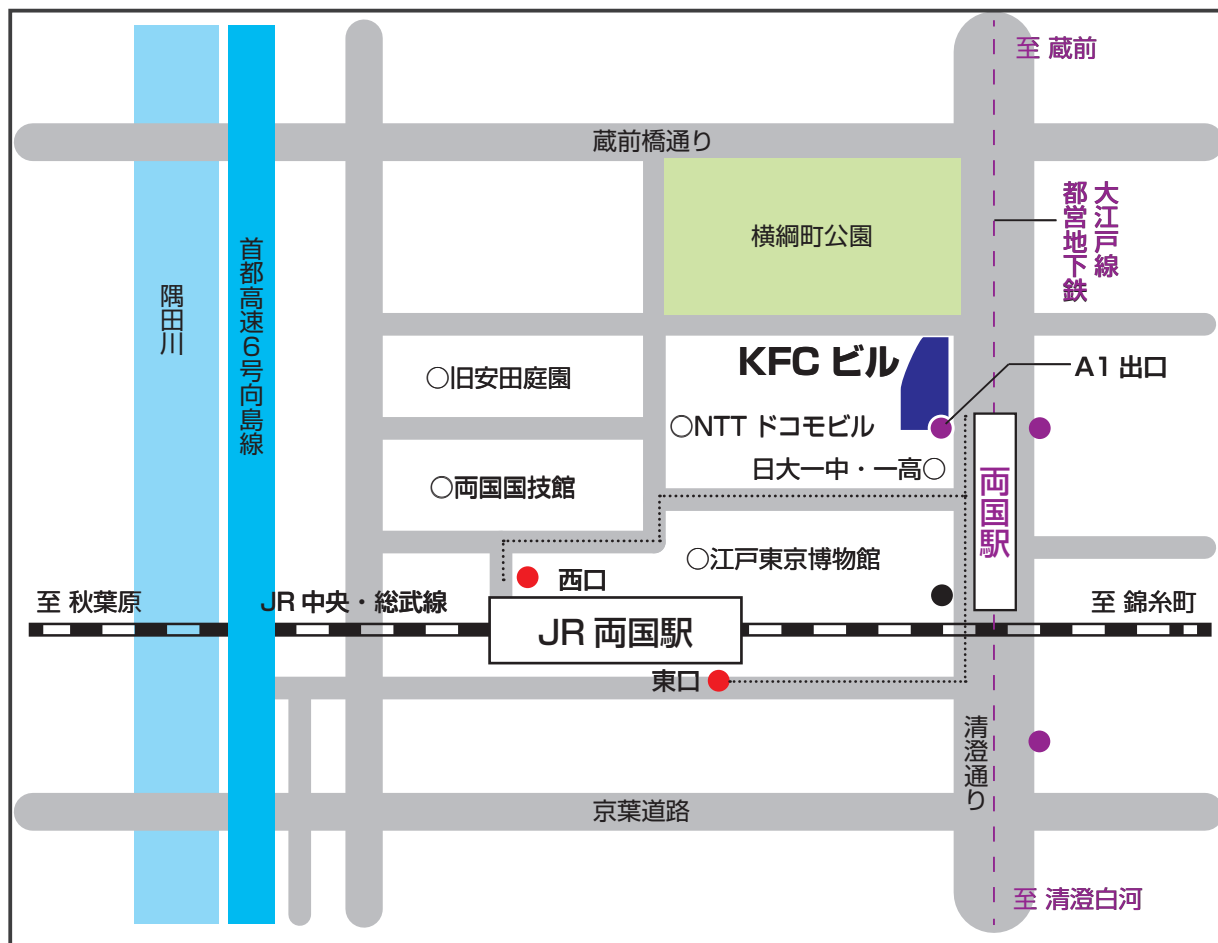 至 蔵前
蔵前橋通り
大江戸線
都営地下鉄
横綱町公園
首都高速6号向島線
隅田川
KFC ビル
A1 出口
○旧安田庭園
○NTT ドコモビル
日大一中・一高○
○両国国技館
両国駅
○江戸東京博物館
西口
至 秋葉原
JR 中央・総武線
至 錦糸町
JR 両国駅
東口
清澄通り
京葉道路
至 清澄白河